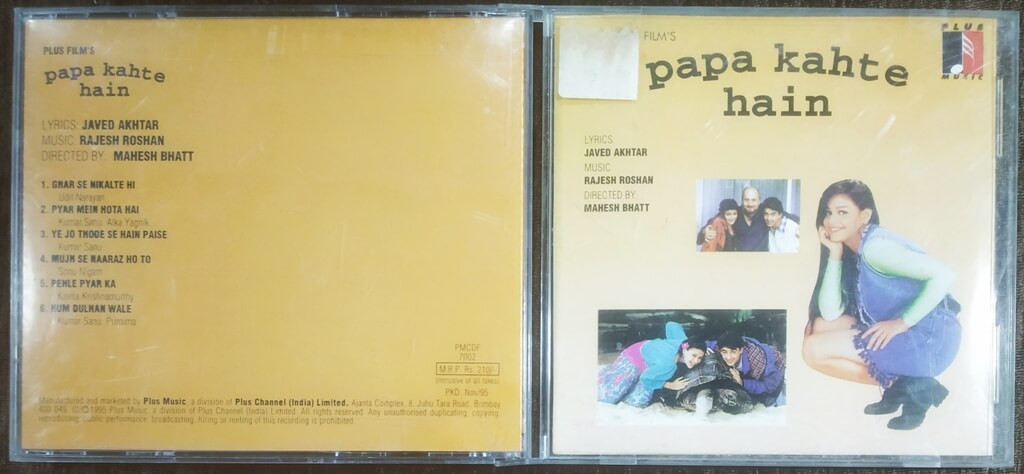 PLUS FILM'S
papa kahte
hain
LYRICS: JAVED AKHTAR
MUSIC: RAJESH ROSHAN
DIRECTED BY: MAHESH BHATT
1. GHAR SE NIKALTE HI
Udit Narayan
2. PYAR MEIN HOTA HAI
Kumar Sanu, Alka Yagnik
3. YE JO THODE SE HAIN PAISE
Kumar Sanu
4. MUJH SE NAARAZ HO TO
Sonu Nigam
5. PEHLE PYAR KA
Kavita Krishnamurthy
6. HUM DULHAN WALE
Kumar Sanu, Purnima
PMCDF
7002
M.R.P. Rs. 210/-
(Inclusive of all taxes)
PKD. Nov/95
Manufactured and marketed by Plus Music, a division of Plus Channel (India) Limited, Ajanta Complex, 8, Juhu Tara Road, Bombay
400 049. 1995 Plus Music, a division of Plus Channel (India) Limited. All rights reserved. Any unauthorised duplicating, copying,
reproducing, public performance, broadcasting, hiring or renting of this recording is prohibited.
FILM'S
papa kahte
hain
PLUS
MUSIC
LYRICS:
JAVED AKHTAR
MUSIC:
RAJESH ROSHAN
DIRECTED BY:
MAHESH BHATT